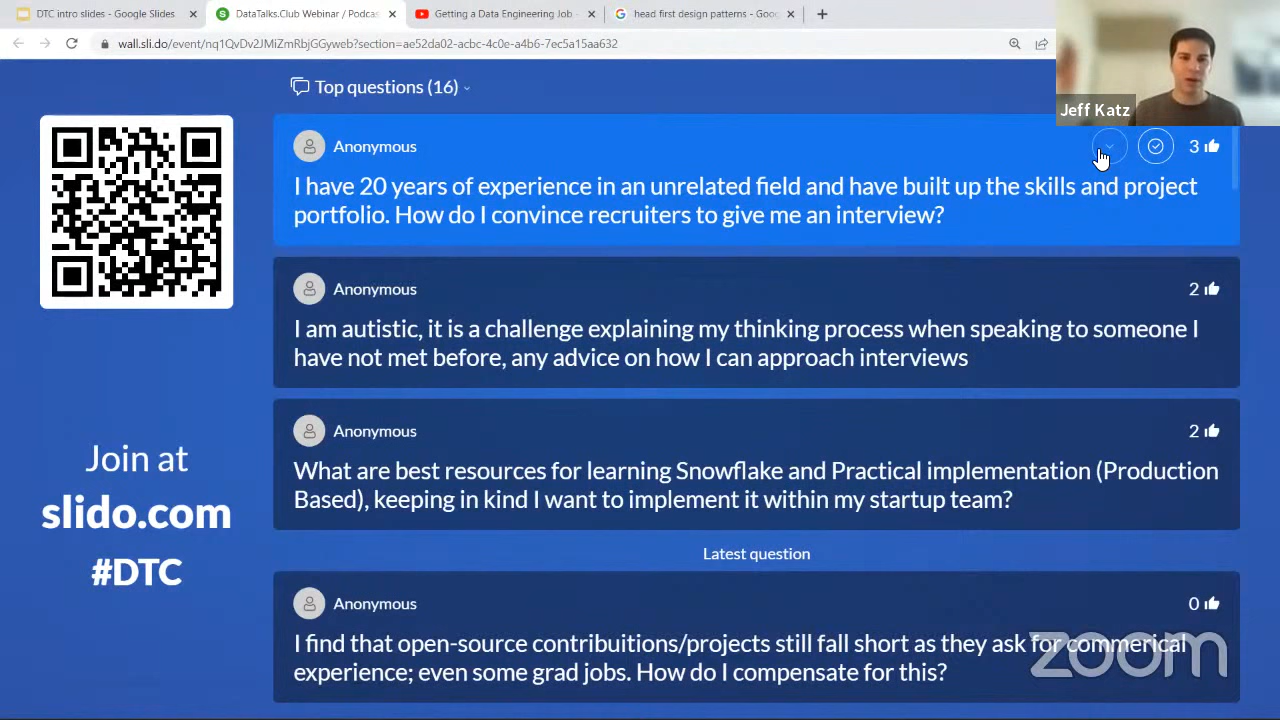 DTC intro slides - Google Slides
DataTalks.Club Webinar / Podcas
Getting a Data Engineering Job -
head first design patterns - Goo
wall.sli.do/event/nq1QvDv2JMiZmRbjGGyweb?section=ae52da02-acbc-4c0e-a4b6-7ec5a15aa632
Jeff Katz
Top questions (16)
Anonymous
3
I have 20 years of experience in an unrelated field and have built up the skills and project
portfolio. How do I convince recruiters to give me an interview?
Anonymous
2
I am autistic, it is a challenge explaining my thinking process when speaking to someone I
have not met before, any advice on how I can approach interviews
Anonymous
2
What are best resources for learning Snowflake and Practical implementation (Production
Based), keeping in kind I want to implement it within my startup team?
Join at
slido.com
#DTC
Latest question
Anonymous
0
I find that open-source contribuitions/projects still fall short as they ask for commerical
experience; even some grad jobs. How do I compensate for this?
zoom